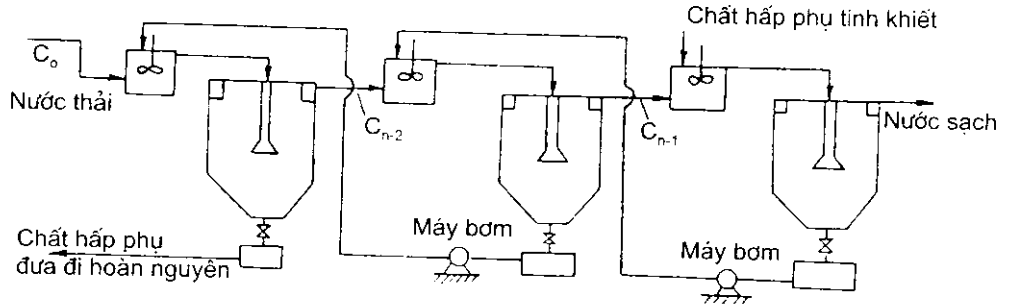 Chất hấp phụ tinh khiết
C₀
Nước thải
Cₙ₋₂
Cₙ₋₁
Nước sạch
Chất hấp phụ
đưa đi hoàn nguyên
Máy bơm
Máy bơm